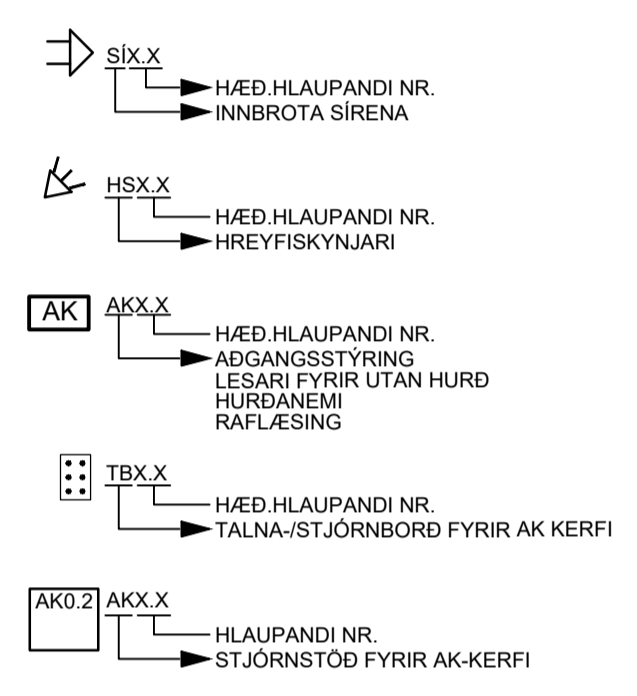 SÍX.X
HÆÐ.HLAUPANDI NR.
INNBROTA SÍRENA
HSX.X
HÆÐ.HLAUPANDI NR.
HREYFISKYNJARI
AK
AKX.X
HÆÐ.HLAUPANDI NR.
AÐGANGSSTÝRING
LESARI FYRIR UTAN HURÐ
HURÐANEMI
RAFLÆSING
TBX.X
HÆÐ.HLAUPANDI NR.
TALNA-/STJÓRNBORÐ FYRIR AK KERFI
AK0.2
AKX.X
HLAUPANDI NR.
STJÓRNSTÖÐ FYRIR AK-KERFI